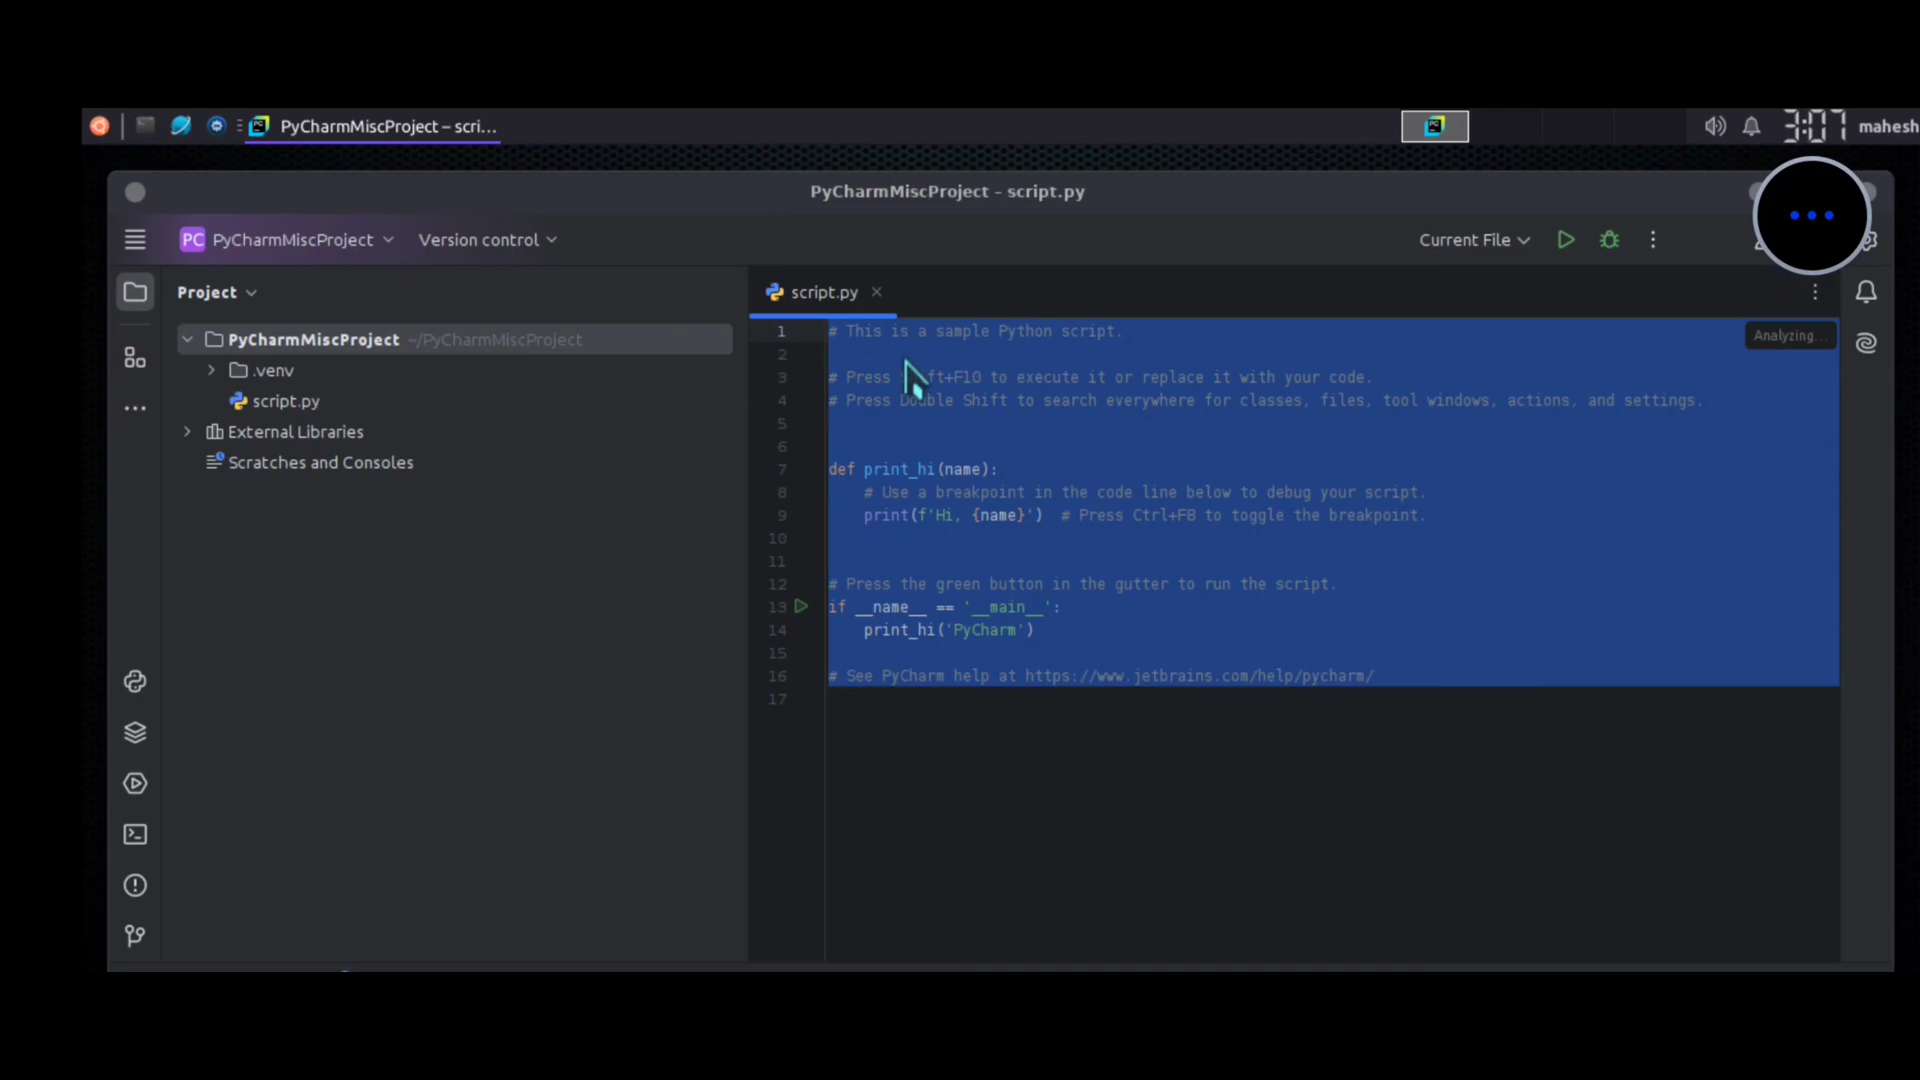 PyCharmMiscProject – scri...
3:07
mahesh
PyCharmMiscProject – script.py
PC PyCharmMiscProject
Version control
Current File
Project
script.py
Analyzing...
PyCharmMiscProject ~/PyCharmMiscProject
.venv
script.py
External Libraries
Scratches and Consoles
1 # This is a sample Python script.
2
3 # Press ft+F10 to execute it or replace it with your code.
4 # Press Double Shift to search everywhere for classes, files, tool windows, actions, and settings.
5
6
7 def print_hi(name):
8 # Use a breakpoint in the code line below to debug your script.
9 print(f'Hi, {name}') # Press Ctrl+F8 to toggle the breakpoint.
10
11
12 # Press the green button in the gutter to run the script.
13 if __name__ == '__main__':
14 print_hi('PyCharm')
15
16 # See PyCharm help at https://www.jetbrains.com/help/pycharm/
17